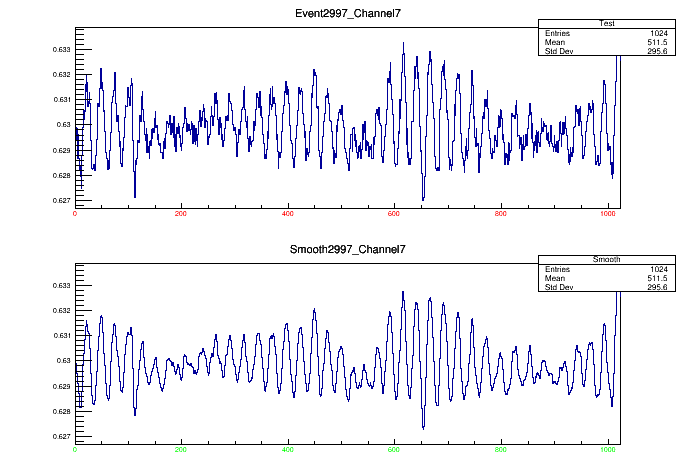 Event2997_Channel7
Test
Entries 1024
Mean 511.5
Std Dev 295.6
0.633
0.632
0.631
0.63
0.629
0.628
0.627
0 200 400 600 800 1000
Smooth2997_Channel7
Smooth
Entries 1024
Mean 511.5
Std Dev 295.6
0.633
0.632
0.631
0.63
0.629
0.628
0.627
0 200 400 600 800 1000